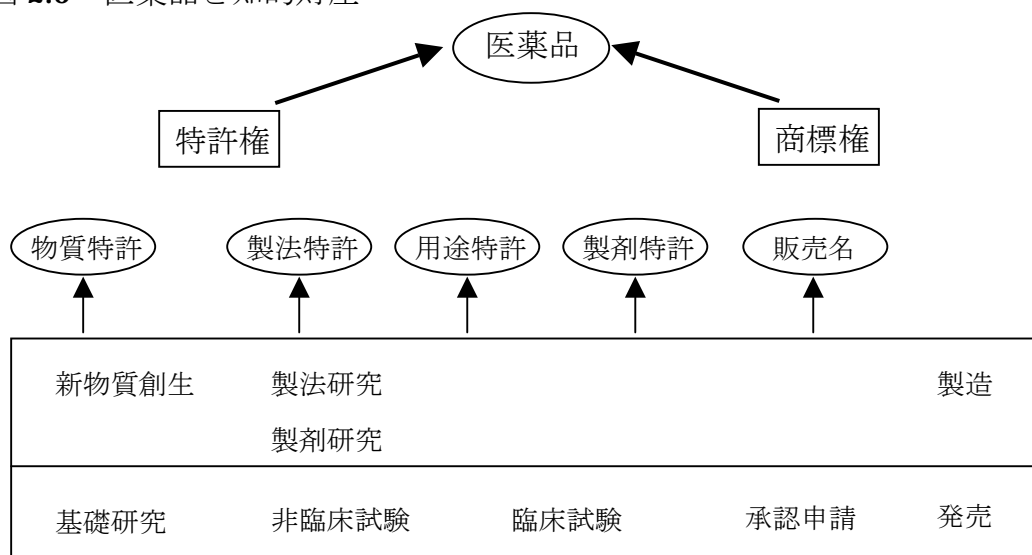 医薬品
特許権 商標権
物質特許 製法特許 用途特許 製剤特許 販売名
新物質創生 製法研究 製造
製剤研究
基礎研究 非臨床試験 臨床試験 承認申請 発売